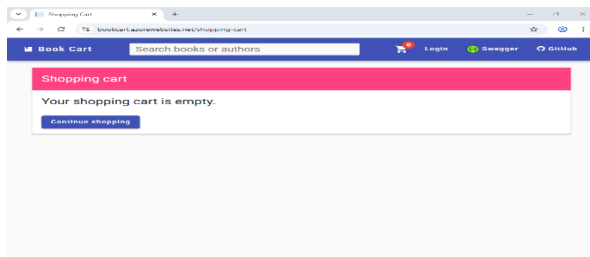 Shopping Cart
bookcart.azurewebsites.net/shopping-cart
Book Cart Search books or authors 0 Login Swagger GitHub
Shopping cart
Your shopping cart is empty.
Continue shopping